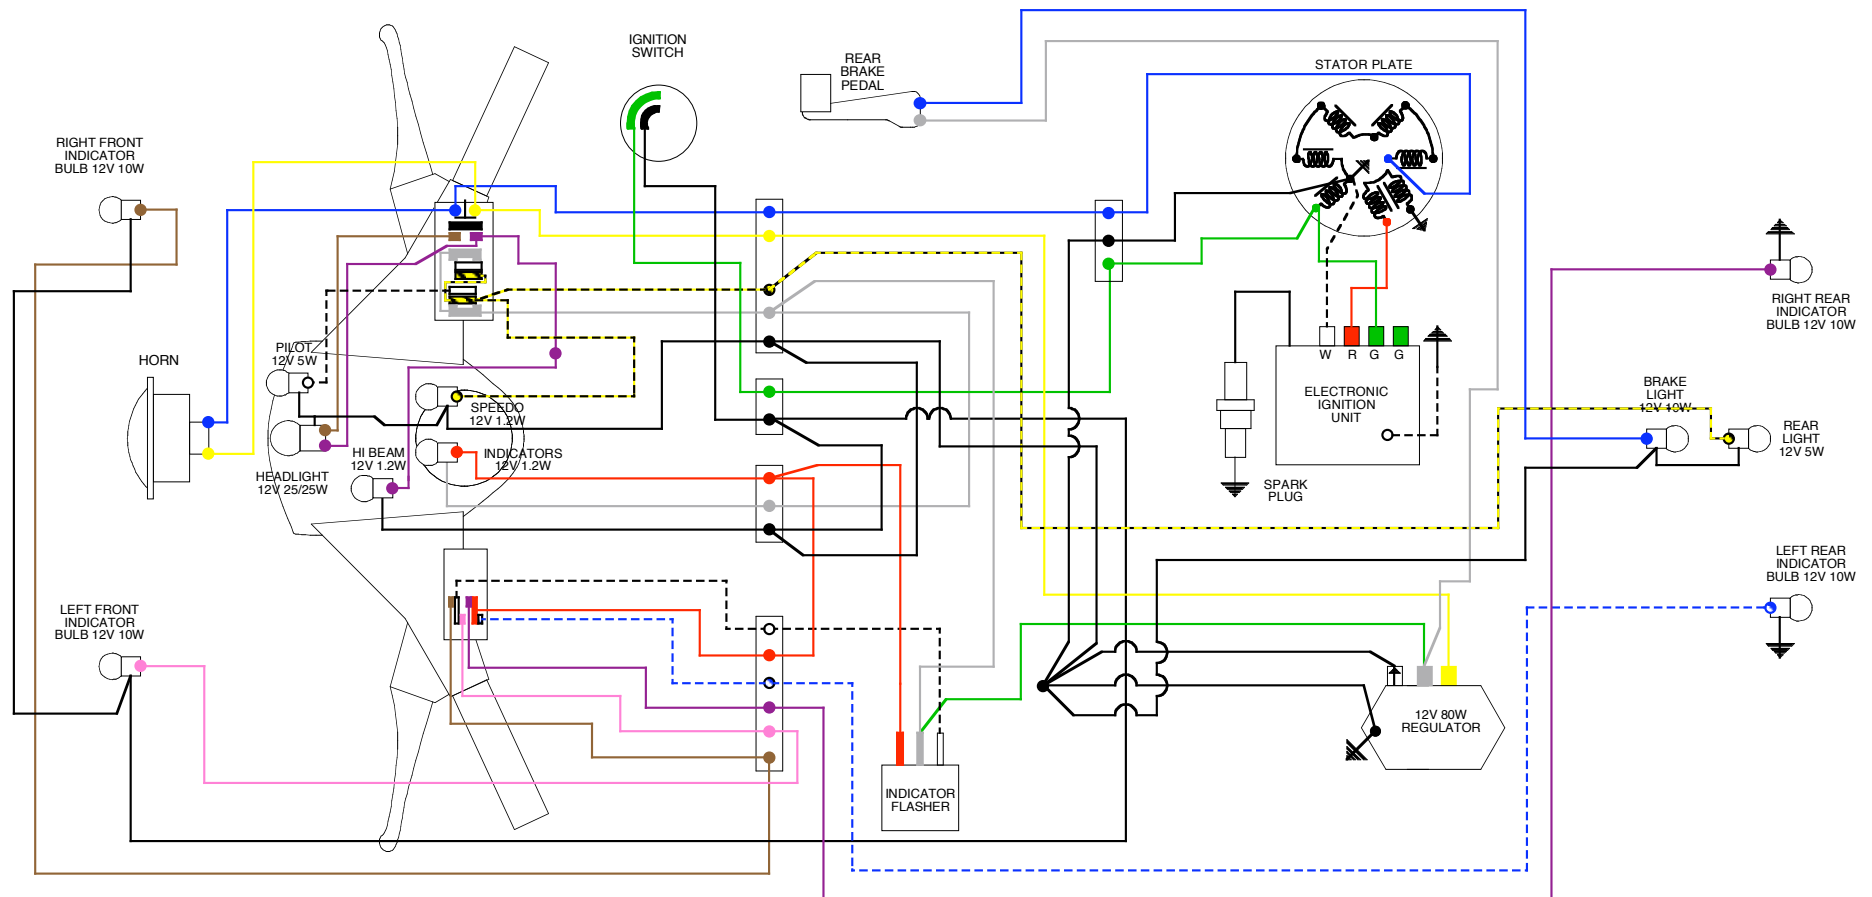 IGNITION
SWITCH
REAR
BRAKE
PEDAL
STATOR PLATE
RIGHT FRONT
INDICATOR
BULB 12V 10W
RIGHT REAR
INDICATOR
BULB 12V 10W
HORN
PILOT
12V 5W
W
R
G
G
ELECTRONIC
IGNITION
UNIT
SPEEDO
12V 1.2W
BRAKE
LIGHT
12V 10W
REAR
LIGHT
12V 5W
HI BEAM
12V 1.2W
INDICATORS
12V 1.2W
HEADLIGHT
12V 25/25W
SPARK
PLUG
LEFT REAR
INDICATOR
BULB 12V 10W
LEFT FRONT
INDICATOR
BULB 12V 10W
12V 80W
REGULATOR
INDICATOR
FLASHER